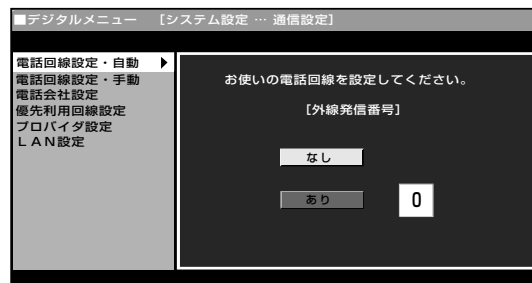 ■デジタルメニュー [システム設定 … 通信設定]
電話回線設定・自動 ▶
電話回線設定・手動
電話会社設定
優先利用回線設定
プロバイダ設定
ＬＡＮ設定
お使いの電話回線を設定してください。
[外線発信番号]
なし
あり 0